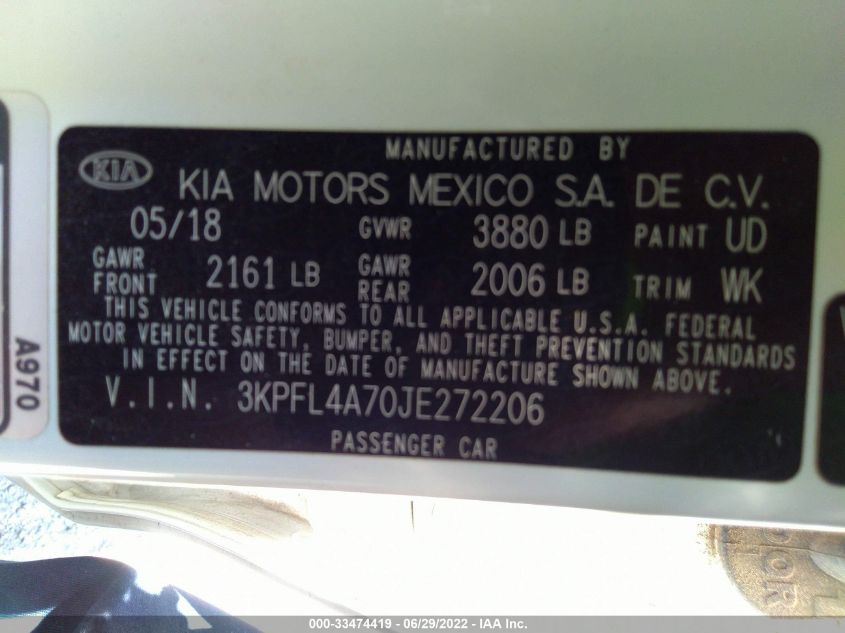 MANUFACTURED BY
KIA KIA MOTORS MEXICO S.A. DE C.V.
05/18 GVWR 3880 LB PAINT UD
GAWR FRONT 2161 LB GAWR REAR 2006 LB TRIM WK
THIS VEHICLE CONFORMS TO ALL APPLICABLE U.S.A. FEDERAL
MOTOR VEHICLE SAFETY, BUMPER, AND THEFT PREVENTION STANDARDS
IN EFFECT ON THE DATE OF MANUFACTURE SHOWN ABOVE.
V.I.N. 3KPFL4A70JE272206
PASSENGER CAR
A970
000-33474419 - 06/29/2022 - IAA Inc.